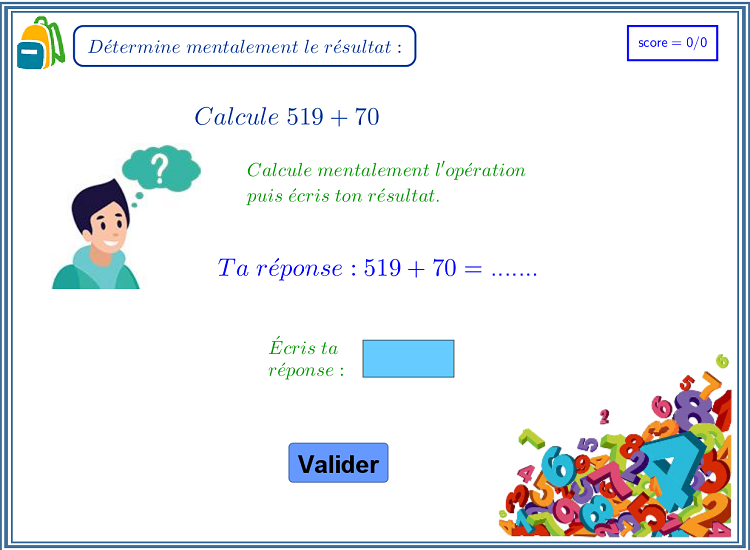 Détermine mentalement le résultat :
score = 0/0
Calcule 519 + 70
?
Calcule mentalement l'opération
puis écris ton résultat.
Ta réponse : 519 + 70 = .......
Écris ta
réponse :
Valider